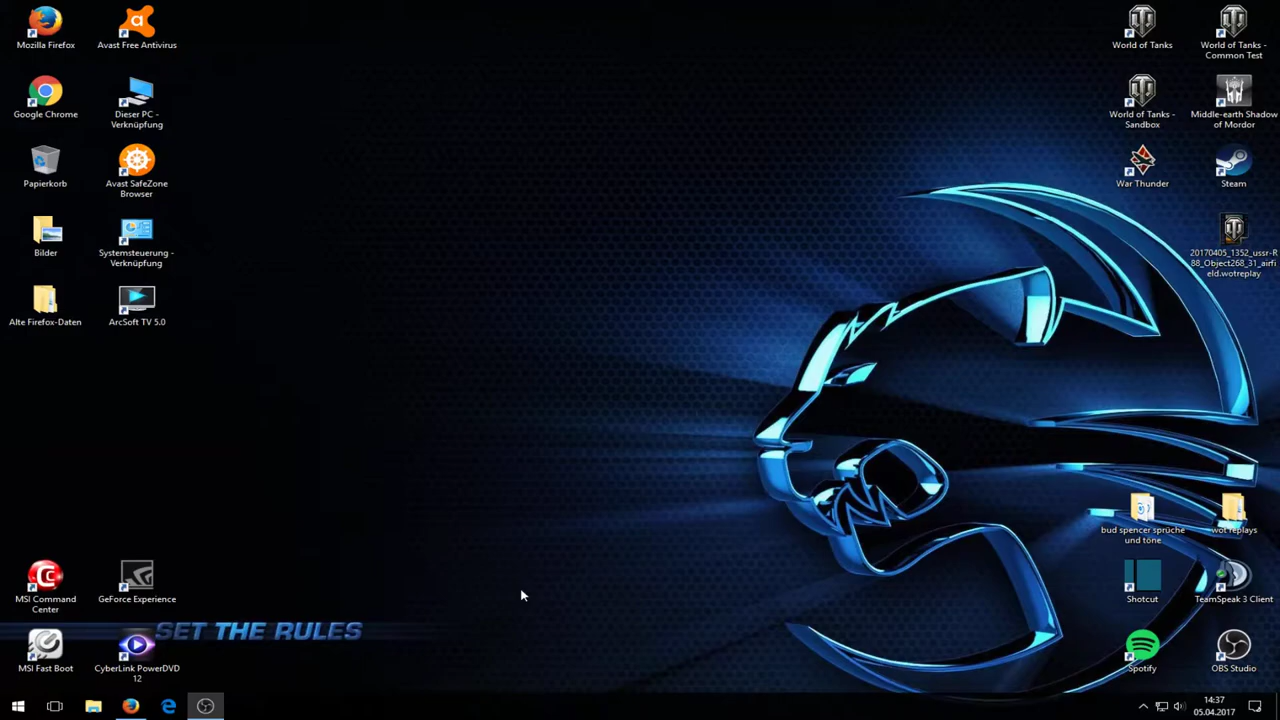 Mozilla Firefox
Avast Free Antivirus
Google Chrome
Dieser PC -
Verknüpfung
Papierkorb
Avast SafeZone
Browser
Bilder
Systemsteuerung -
Verknüpfung
Alte Firefox-Daten
ArcSoft TV 5.0
MSI Command
Center
GeForce Experience
SET THE RULES
MSI Fast Boot
CyberLink PowerDVD
12
World of Tanks
World of Tanks -
Common Test
World of Tanks -
Sandbox
Middle-earth Shadow
of Mordor
War Thunder
Steam
20170405_1352_ussr-R
88_Object268_31_airfi
eld.wotreplay
bud spencer sprüche
und töne
wot replays
Shotcut
TeamSpeak 3 Client
Spotify
OBS Studio
14:37
05.04.2017